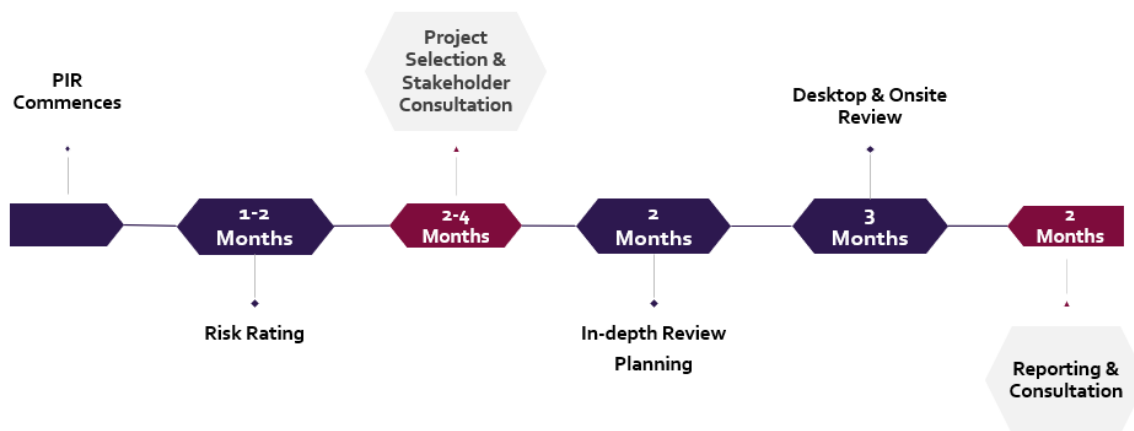 PIR
Commences
1-2
Months
Risk Rating
Project
Selection &
Stakeholder
Consultation
2-4
Months
2
Months
In-depth Review
Planning
Desktop & Onsite
Review
3
Months
2
Months
Reporting &
Consultation